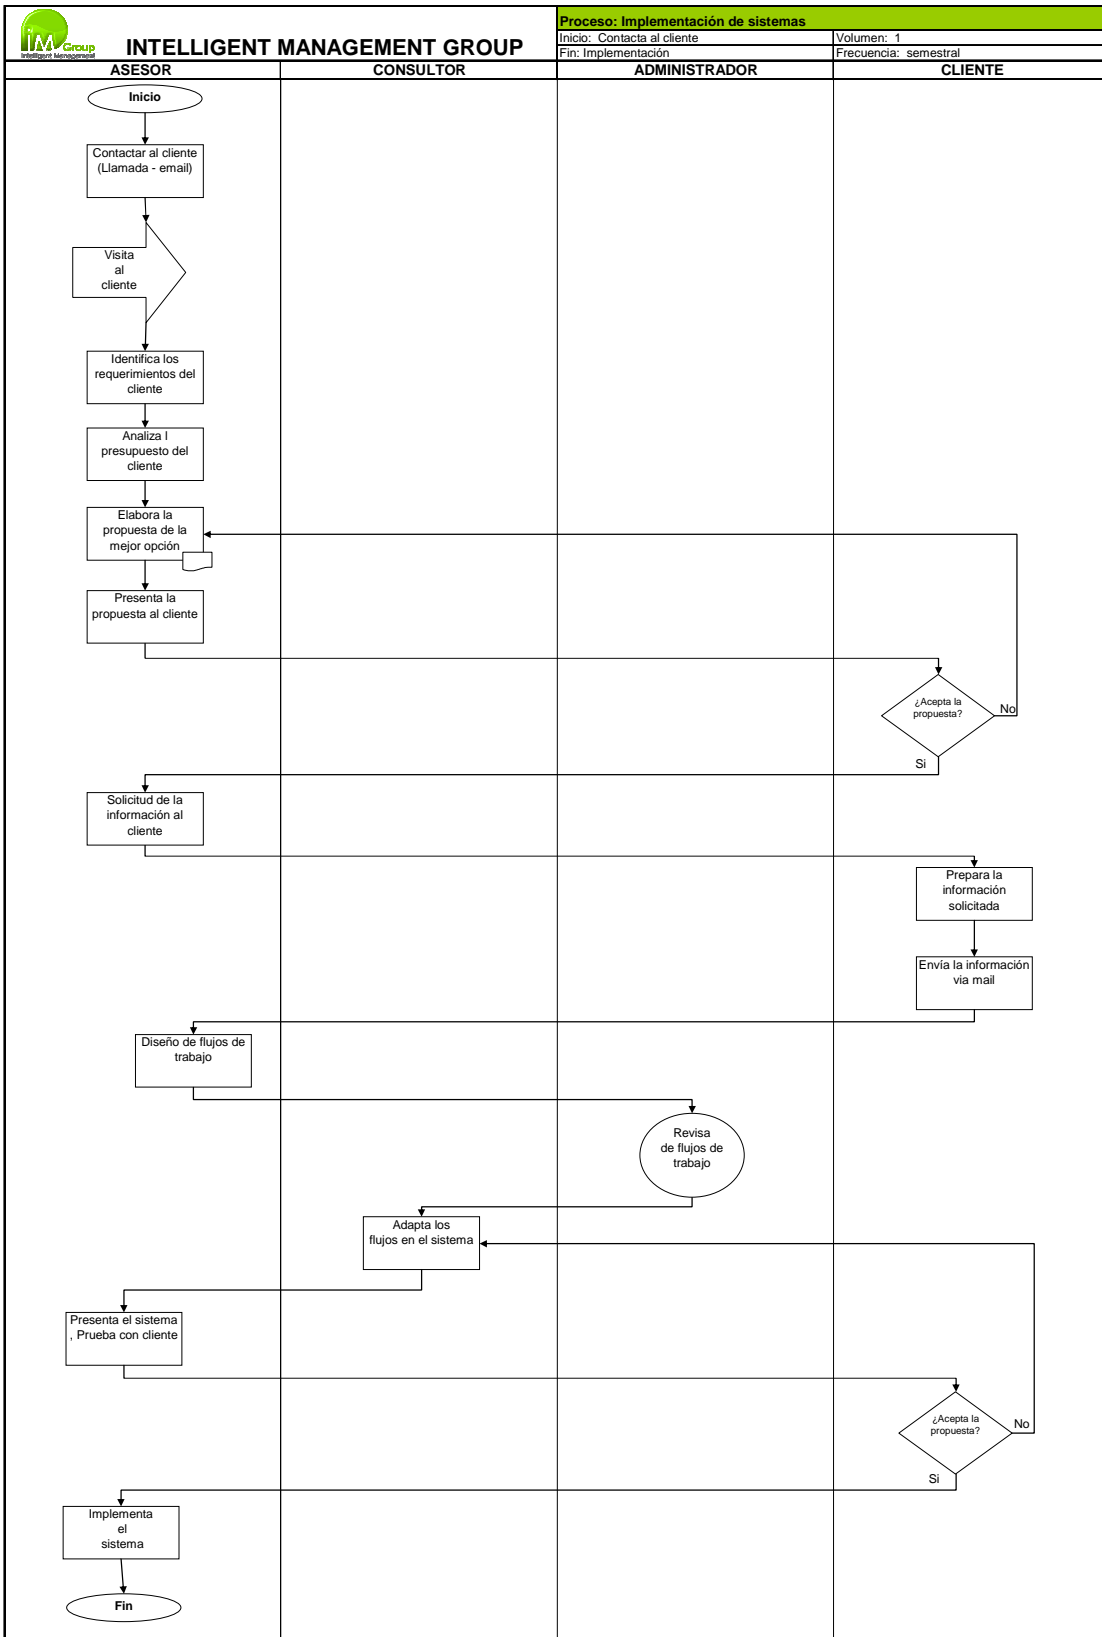 iM Group
Intelligent Management
INTELLIGENT MANAGEMENT GROUP
Proceso: Implementación de sistemas
Inicio:  Contacta al cliente
Volumen:  1
Fin: Implementación
Frecuencia:  semestral
ASESOR
CONSULTOR
ADMINISTRADOR
CLIENTE
Inicio
Contactar al cliente
(Llamada - email)
Visita
al
cliente
Identifica los
requerimientos del
cliente
Analiza l
presupuesto del
cliente
Elabora la
propuesta de la
mejor opción
Presenta la
propuesta al cliente
¿Acepta la
propuesta?
No
Si
Solicitud de la
información al
cliente
Prepara la
información
solicitada
Envía la información
via mail
Diseño de flujos de
trabajo
Revisa
de flujos de
trabajo
Adapta los
flujos en el sistema
Presenta el sistema
, Prueba con cliente
¿Acepta la
propuesta?
No
Si
Implementa
el
sistema
Fin